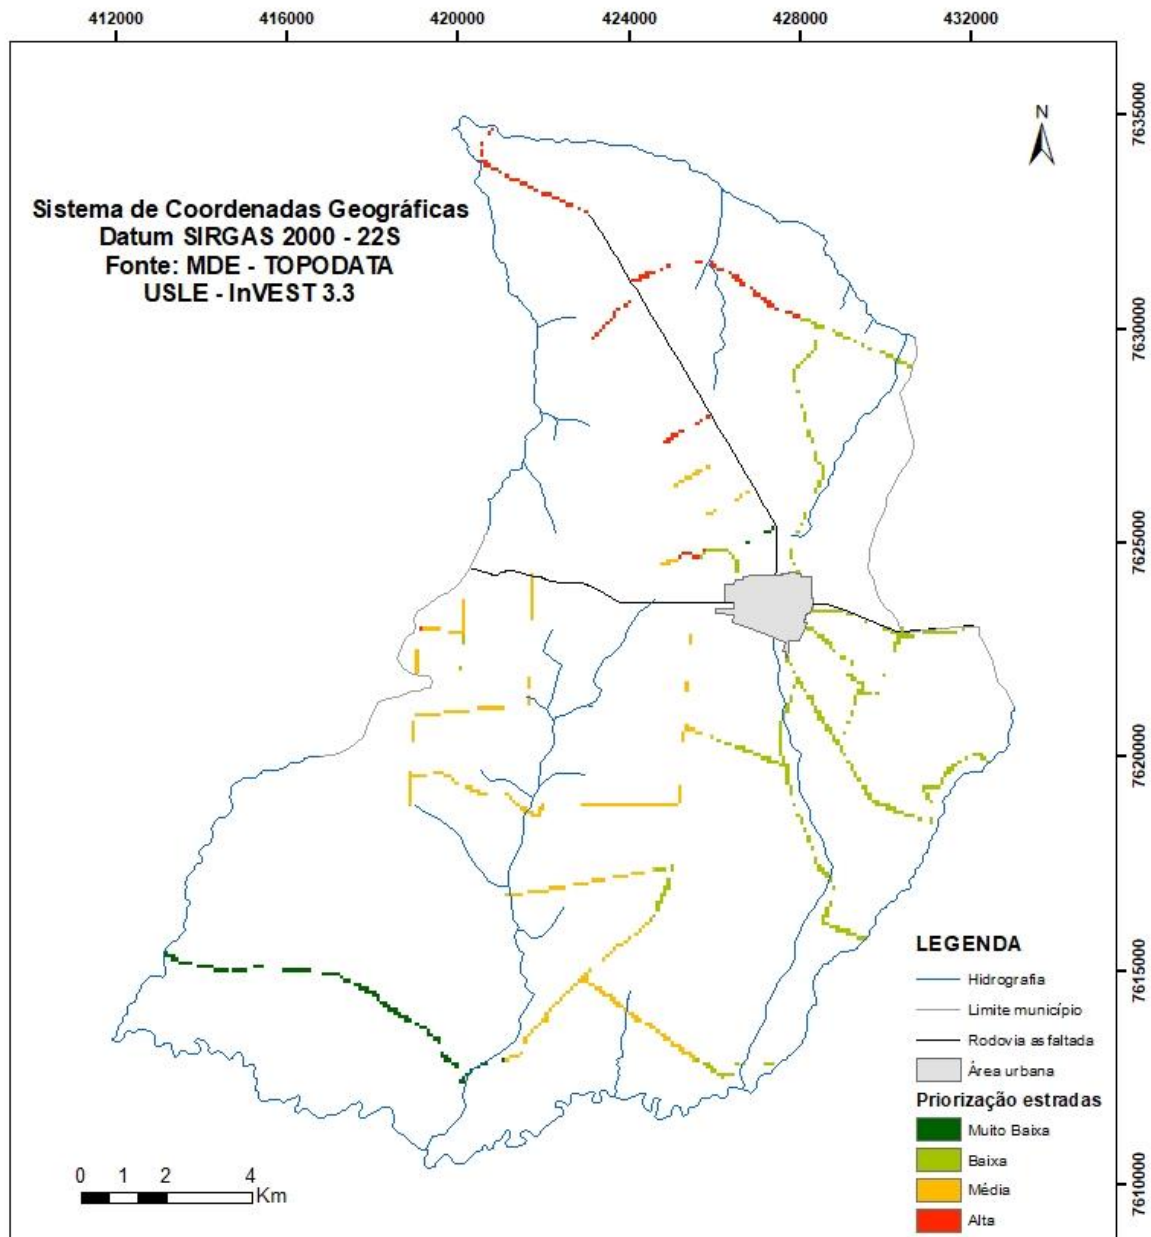 412000 416000 420000 424000 428000 432000
7635000
N
Sistema de Coordenadas Geográficas
Datum SIRGAS 2000 - 22S
Fonte: MDE - TOPODATA
USLE - InVEST 3.3
7630000
7625000
7620000
7615000
7610000
LEGENDA
Hidrografia
Limite município
Rodovia asfaltada
Área urbana
Priorização estradas
Muito Baixa
Baixa
Média
Alta
0 1 2 4
Km